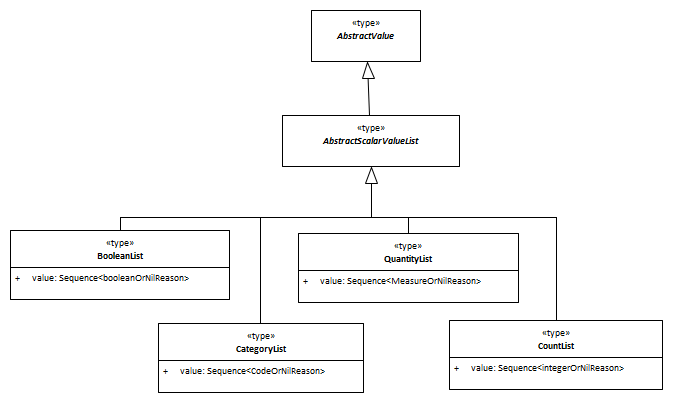 «type»
AbstractValue
«type»
AbstractScalarValueList
«type»
BooleanList
+ value: Sequence<booleanOrNilReason>
«type»
QuantityList
+ value: Sequence<MeasureOrNilReason>
«type»
CategoryList
+ value: Sequence<CodeOrNilReason>
«type»
CountList
+ value: Sequence<integerOrNilReason>